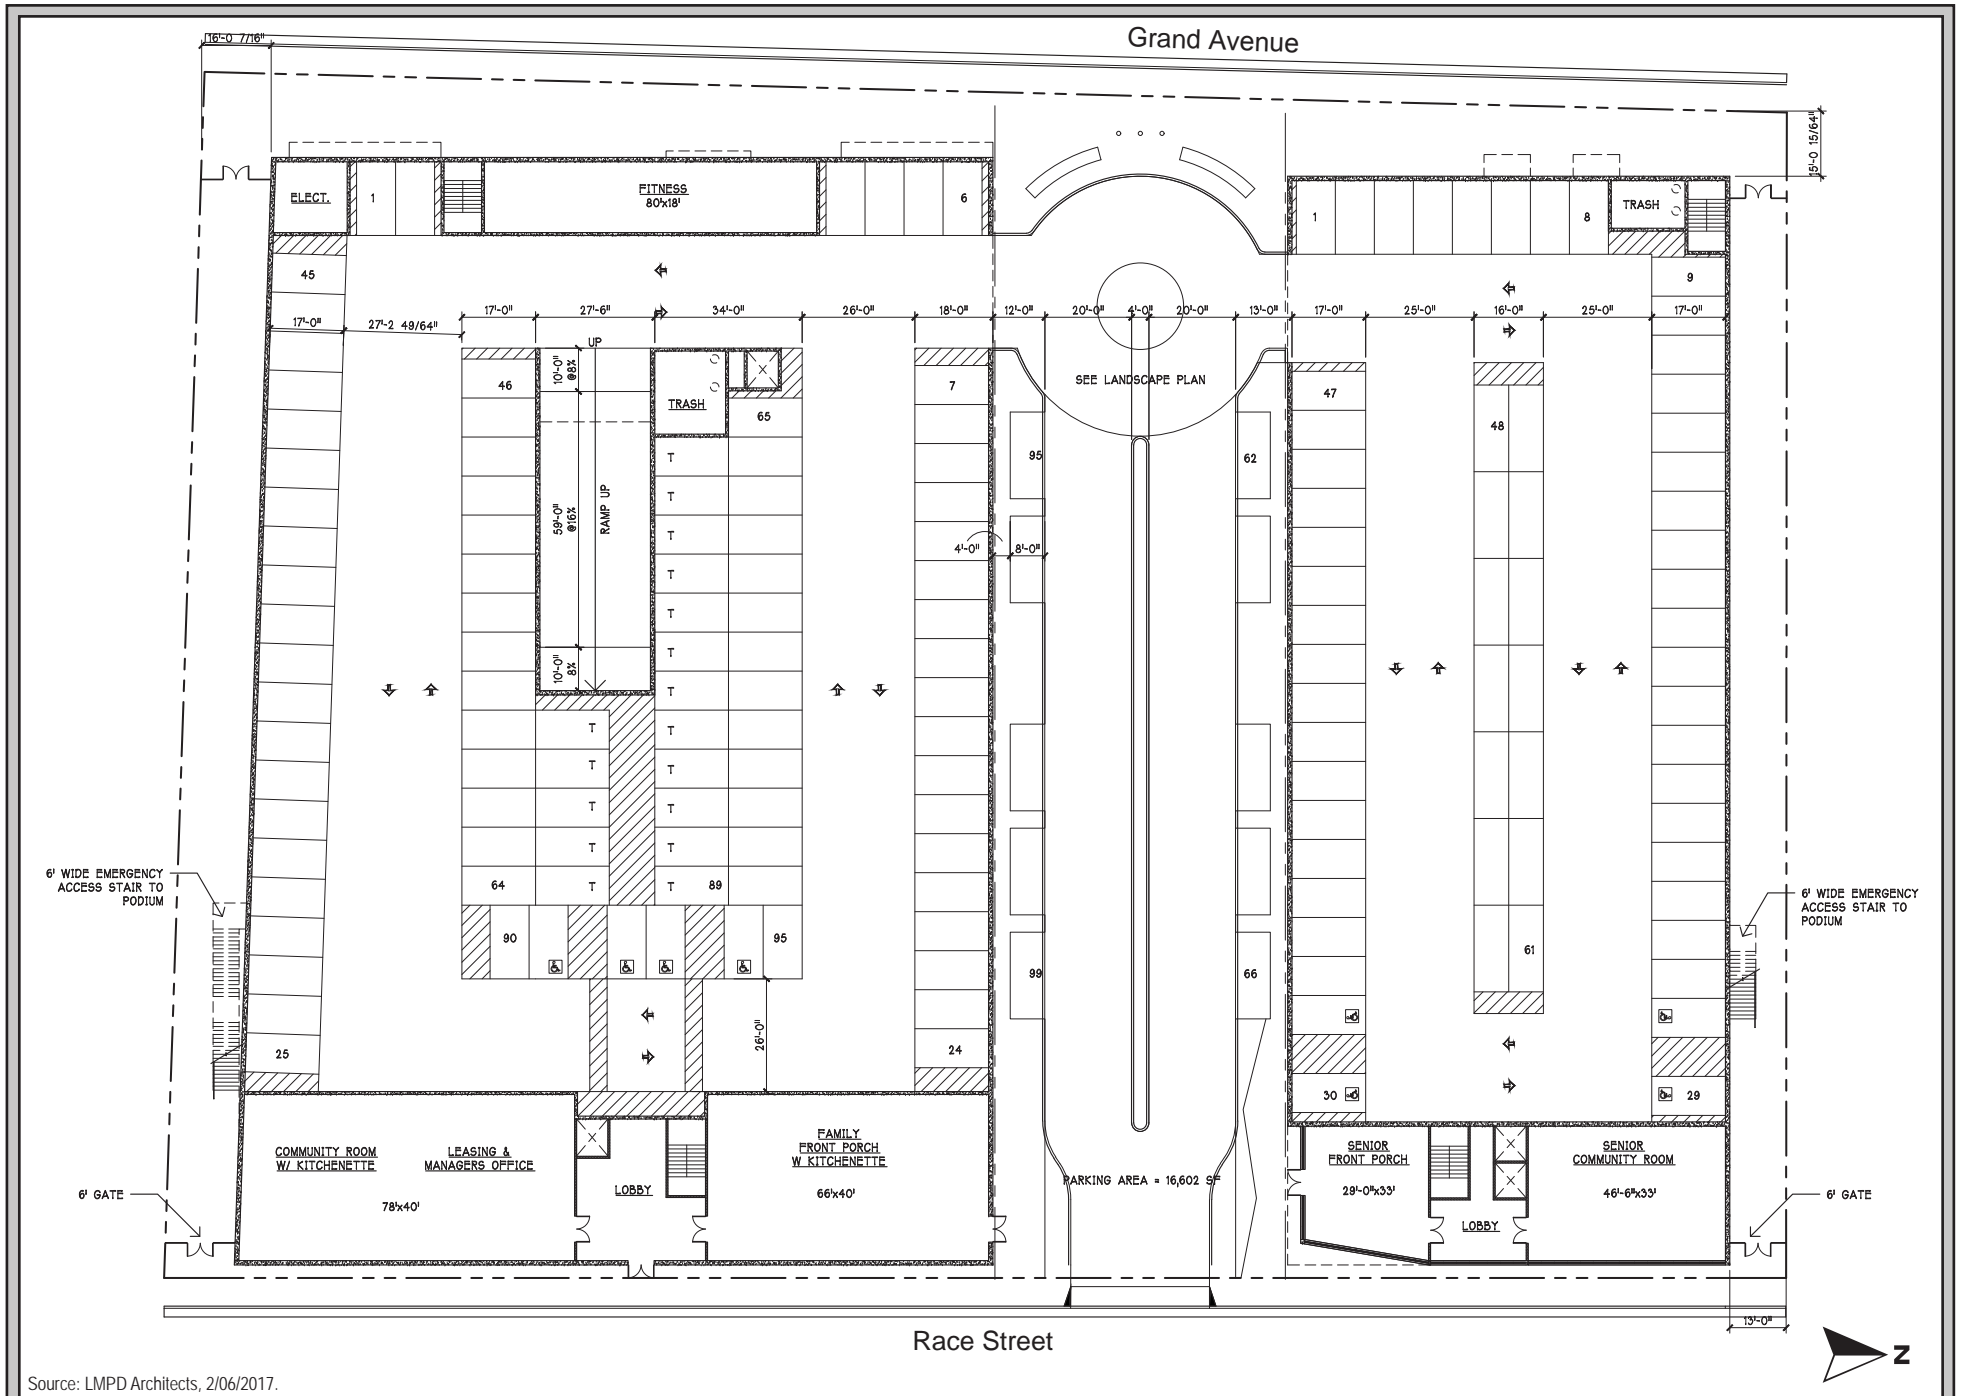 Grand Avenue
16'-0 7/16"
15'-0 15/64"
ELECT.
1
FITNESS
80'x18'
6
1
8
TRASH
45
9
17'-0"
27'-2 49/64"
17'-0"
27'-6"
34'-0"
26'-0"
18'-0"
12'-0"
20'-0"
4'-0"
20'-0"
13'-0"
17'-0"
25'-0"
16'-0"
25'-0"
17'-0"
UP
10'-0"
@8%
46
TRASH
65
7
SEE LANDSCAPE PLAN
47
48
95
62
T
T
59'-0"
@16%
RAMP UP
T
4'-0"
8'-0"
T
T
T
10'-0"
8%
T
T
T
T
T
T
T
T
T
T
T
64
89
6' WIDE EMERGENCY
ACCESS STAIR TO
PODIUM
6' WIDE EMERGENCY
ACCESS STAIR TO
PODIUM
90
95
99
66
61
26'-0"
25
24
30
29
COMMUNITY ROOM
W/ KITCHENETTE
LEASING &
MANAGERS OFFICE
78'x40'
LOBBY
FAMILY
FRONT PORCH
W KITCHENETTE
66'x40'
PARKING AREA = 16,602 SF
SENIOR
FRONT PORCH
29'-0"x33'
LOBBY
SENIOR
COMMUNITY ROOM
46'-6"x33'
6' GATE
6' GATE
13'-0"
Race Street
Z
Source: LMPD Architects, 2/06/2017.